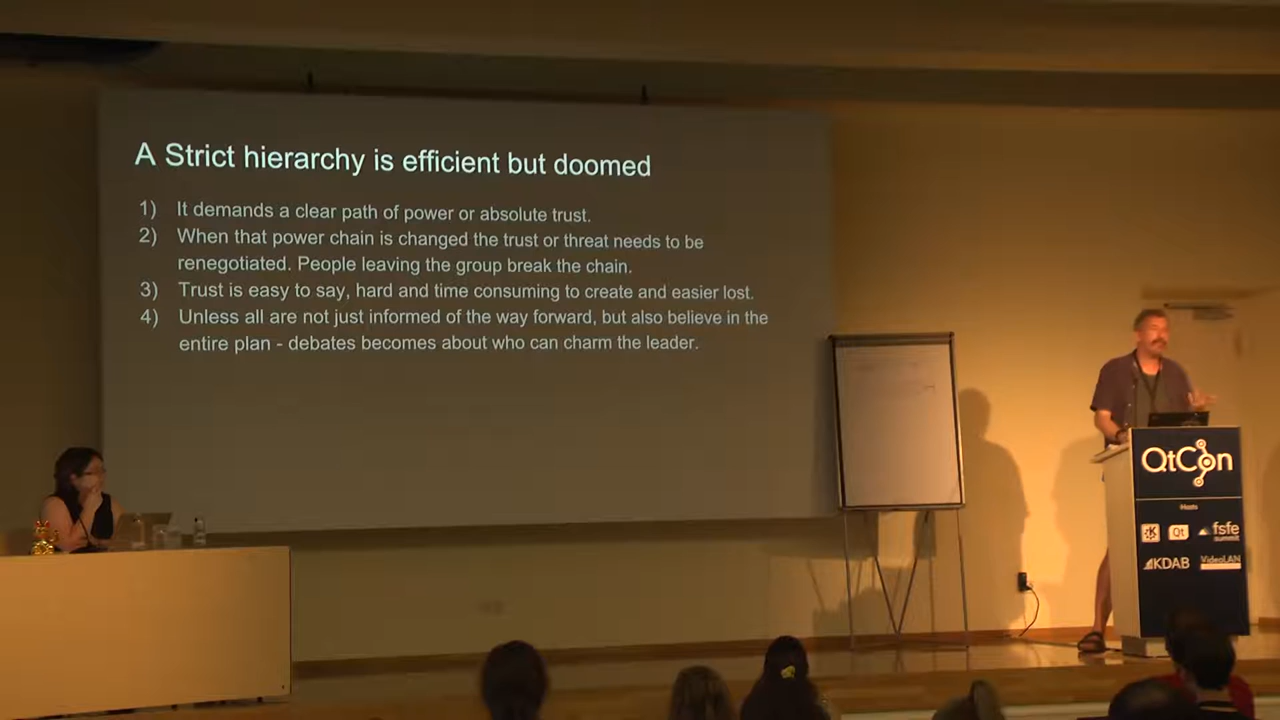 A Strict hierarchy is efficient but doomed
1) It demands a clear path of power or absolute trust.
2) When that power chain is changed the trust or threat needs to be
renegotiated. People leaving the group break the chain.
3) Trust is easy to say, hard and time consuming to create and easier lost.
4) Unless all are not just informed of the way forward, but also believe in the
entire plan - debates becomes about who can charm the leader.
QtCon
Hosts
K Qt fsfe
summit
KDAB VideoLAN